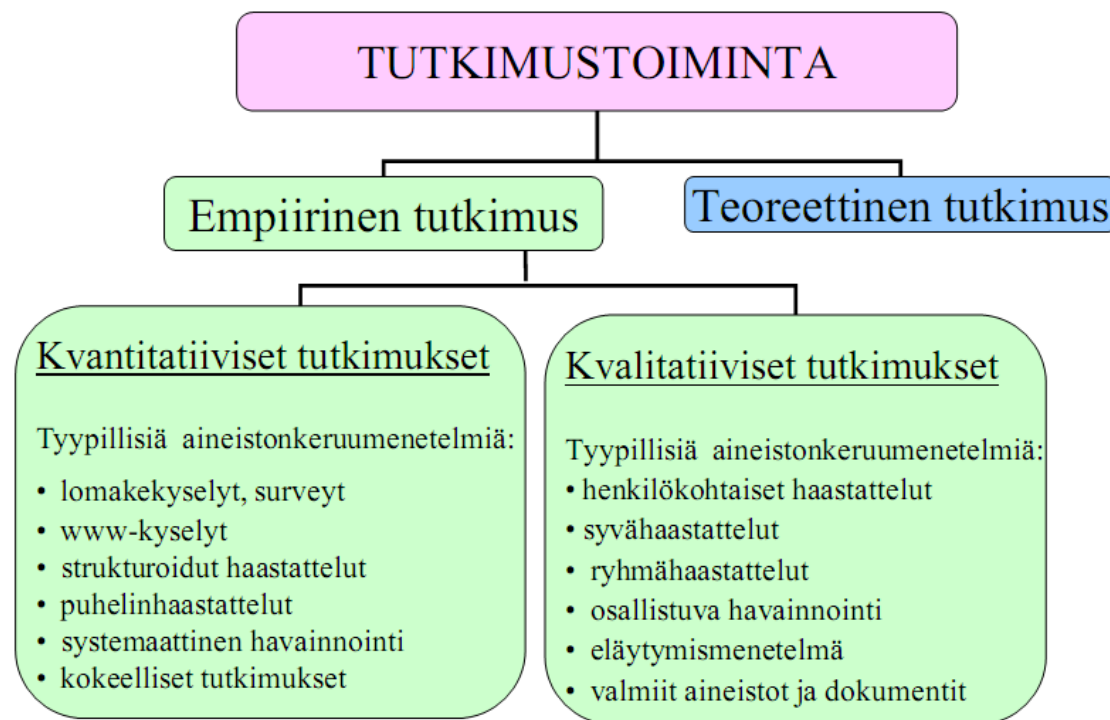 TUTKIMUSTOIMINTA
Empiirinen tutkimus
Teoreettinen tutkimus
Kvantitatiiviset tutkimukset
Tyypillisiä aineistonkeruumenetelmiä:
• lomakekyselyt, surveyt
• www-kyselyt
• strukturoidut haastattelut
• puhelinhaastattelut
• systemaattinen havainnointi
• kokeelliset tutkimukset
Kvalitatiiviset tutkimukset
Tyypillisiä aineistonkeruumenetelmiä:
• henkilökohtaiset haastattelut
• syvähaastattelut
• ryhmähaastattelut
• osallistuva havainnointi
• eläytymismenetelmä
• valmiit aineistot ja dokumentit